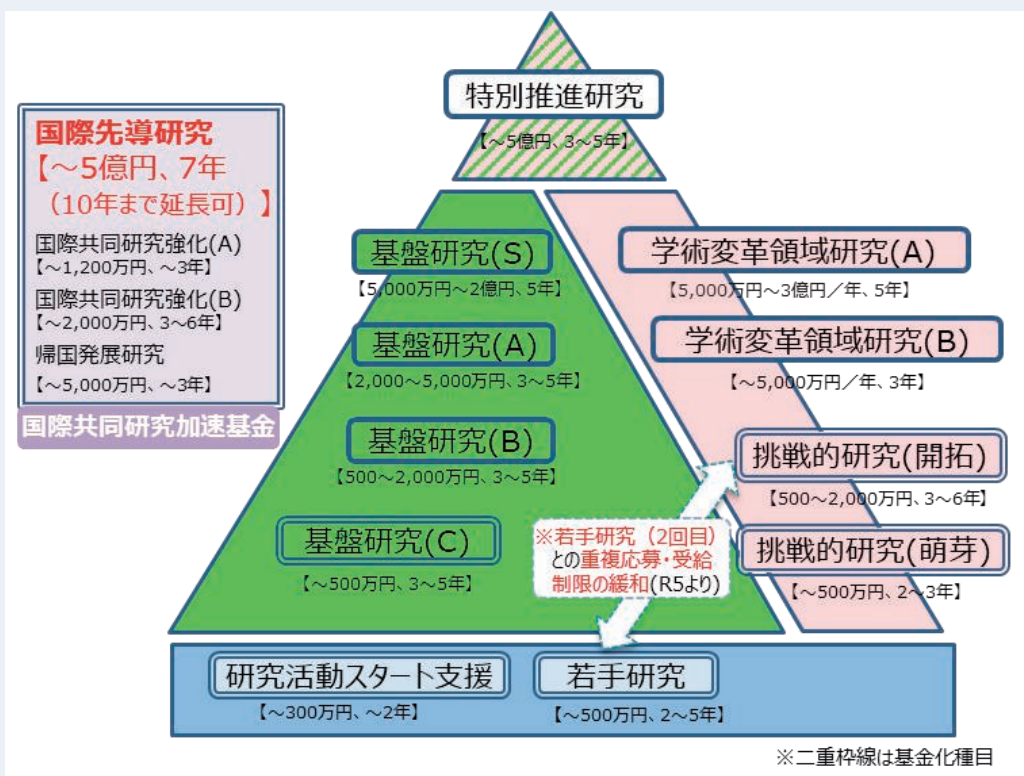 特別推進研究
【~5億円、3~5年】
国際先導研究
【~5億円、7年
(10年まで延長可)】
国際共同研究強化(A)
【~1,200万円、~3年】
国際共同研究強化(B)
【~2,000万円、3~6年】
帰国発展研究
【~5,000万円、~3年】
国際共同研究加速基金
基盤研究(S)
【5,000万円~2億円、5年】
基盤研究(A)
【2,000~5,000万円、3~5年】
基盤研究(B)
【500~2,000万円、3~5年】
基盤研究(C)
【~500万円、3~5年】
学術変革領域研究(A)
【5,000万円~3億円/年、5年】
学術変革領域研究(B)
【~5,000万円/年、3年】
挑戦的研究(開拓)
【500~2,000万円、3~6年】
挑戦的研究(萌芽)
【~500万円、2~3年】
※若手研究(2回目)
との重複応募・受給
制限の緩和(R5より)
研究活動スタート支援
【~300万円、~2年】
若手研究
【~500万円、2~5年】
※二重枠線は基金化種目